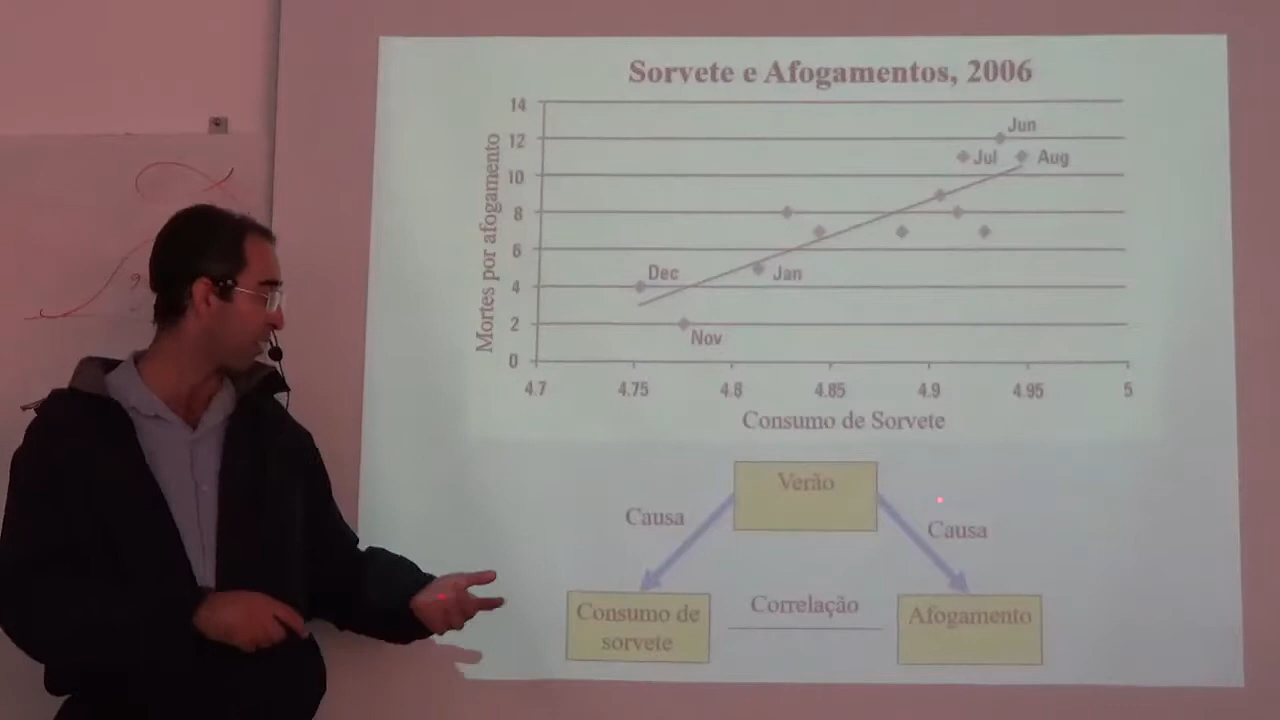 Sorvete e Afogamentos, 2006
Mortes por afogamento
14
12
10
8
6
4
2
0
Jun
Jul
Aug
Dec
Jan
Nov
4.7
4.75
4.8
4.85
4.9
4.95
5
Consumo de Sorvete
Verão
Causa
Causa
Consumo de
sorvete
Correlação
Afogamento